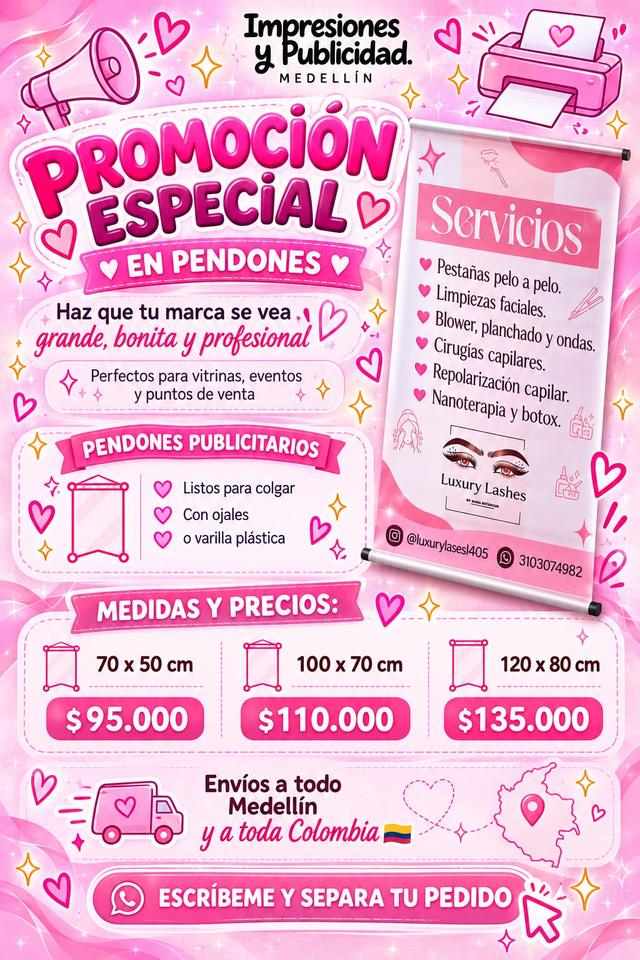 Impresiones
y Publicidad.
MEDELLÍN
PROMOCIÓN
ESPECIAL
EN PENDONES
Haz que tu marca se vea
grande, bonita y profesional
Perfectos para vitrinas, eventos
y puntos de venta
PENDONES PUBLICITARIOS
Listos para colgar
Con ojales
o varilla plástica
Servicios
Pestañas pelo a pelo.
Limpiezas faciales.
Blower, planchado y ondas.
Cirugías capilares.
Repolarización capilar.
Nanoterapia y botox.
Luxury Lashes
@luxurylasesl405 3103074982
MEDIDAS Y PRECIOS:
70 x 50 cm
$95.000
100 x 70 cm
$110.000
120 x 80 cm
$135.000
Envíos a todo
Medellín
y a toda Colombia
ESCRÍBEME Y SEPARA TU PEDIDO